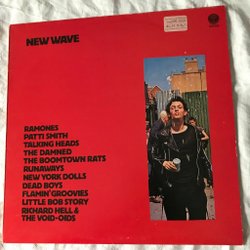 NEW WAVE
RAMONES
PATTI SMITH
TALKING HEADS
THE DAMNED
THE BOOMTOWN RATS
RUNAWAYS
NEW YORK DOLLS
DEAD BOYS
FLAMIN' GROOVIES
LITTLE BOB STORY
RICHARD HELL &
THE VOID-OIDS